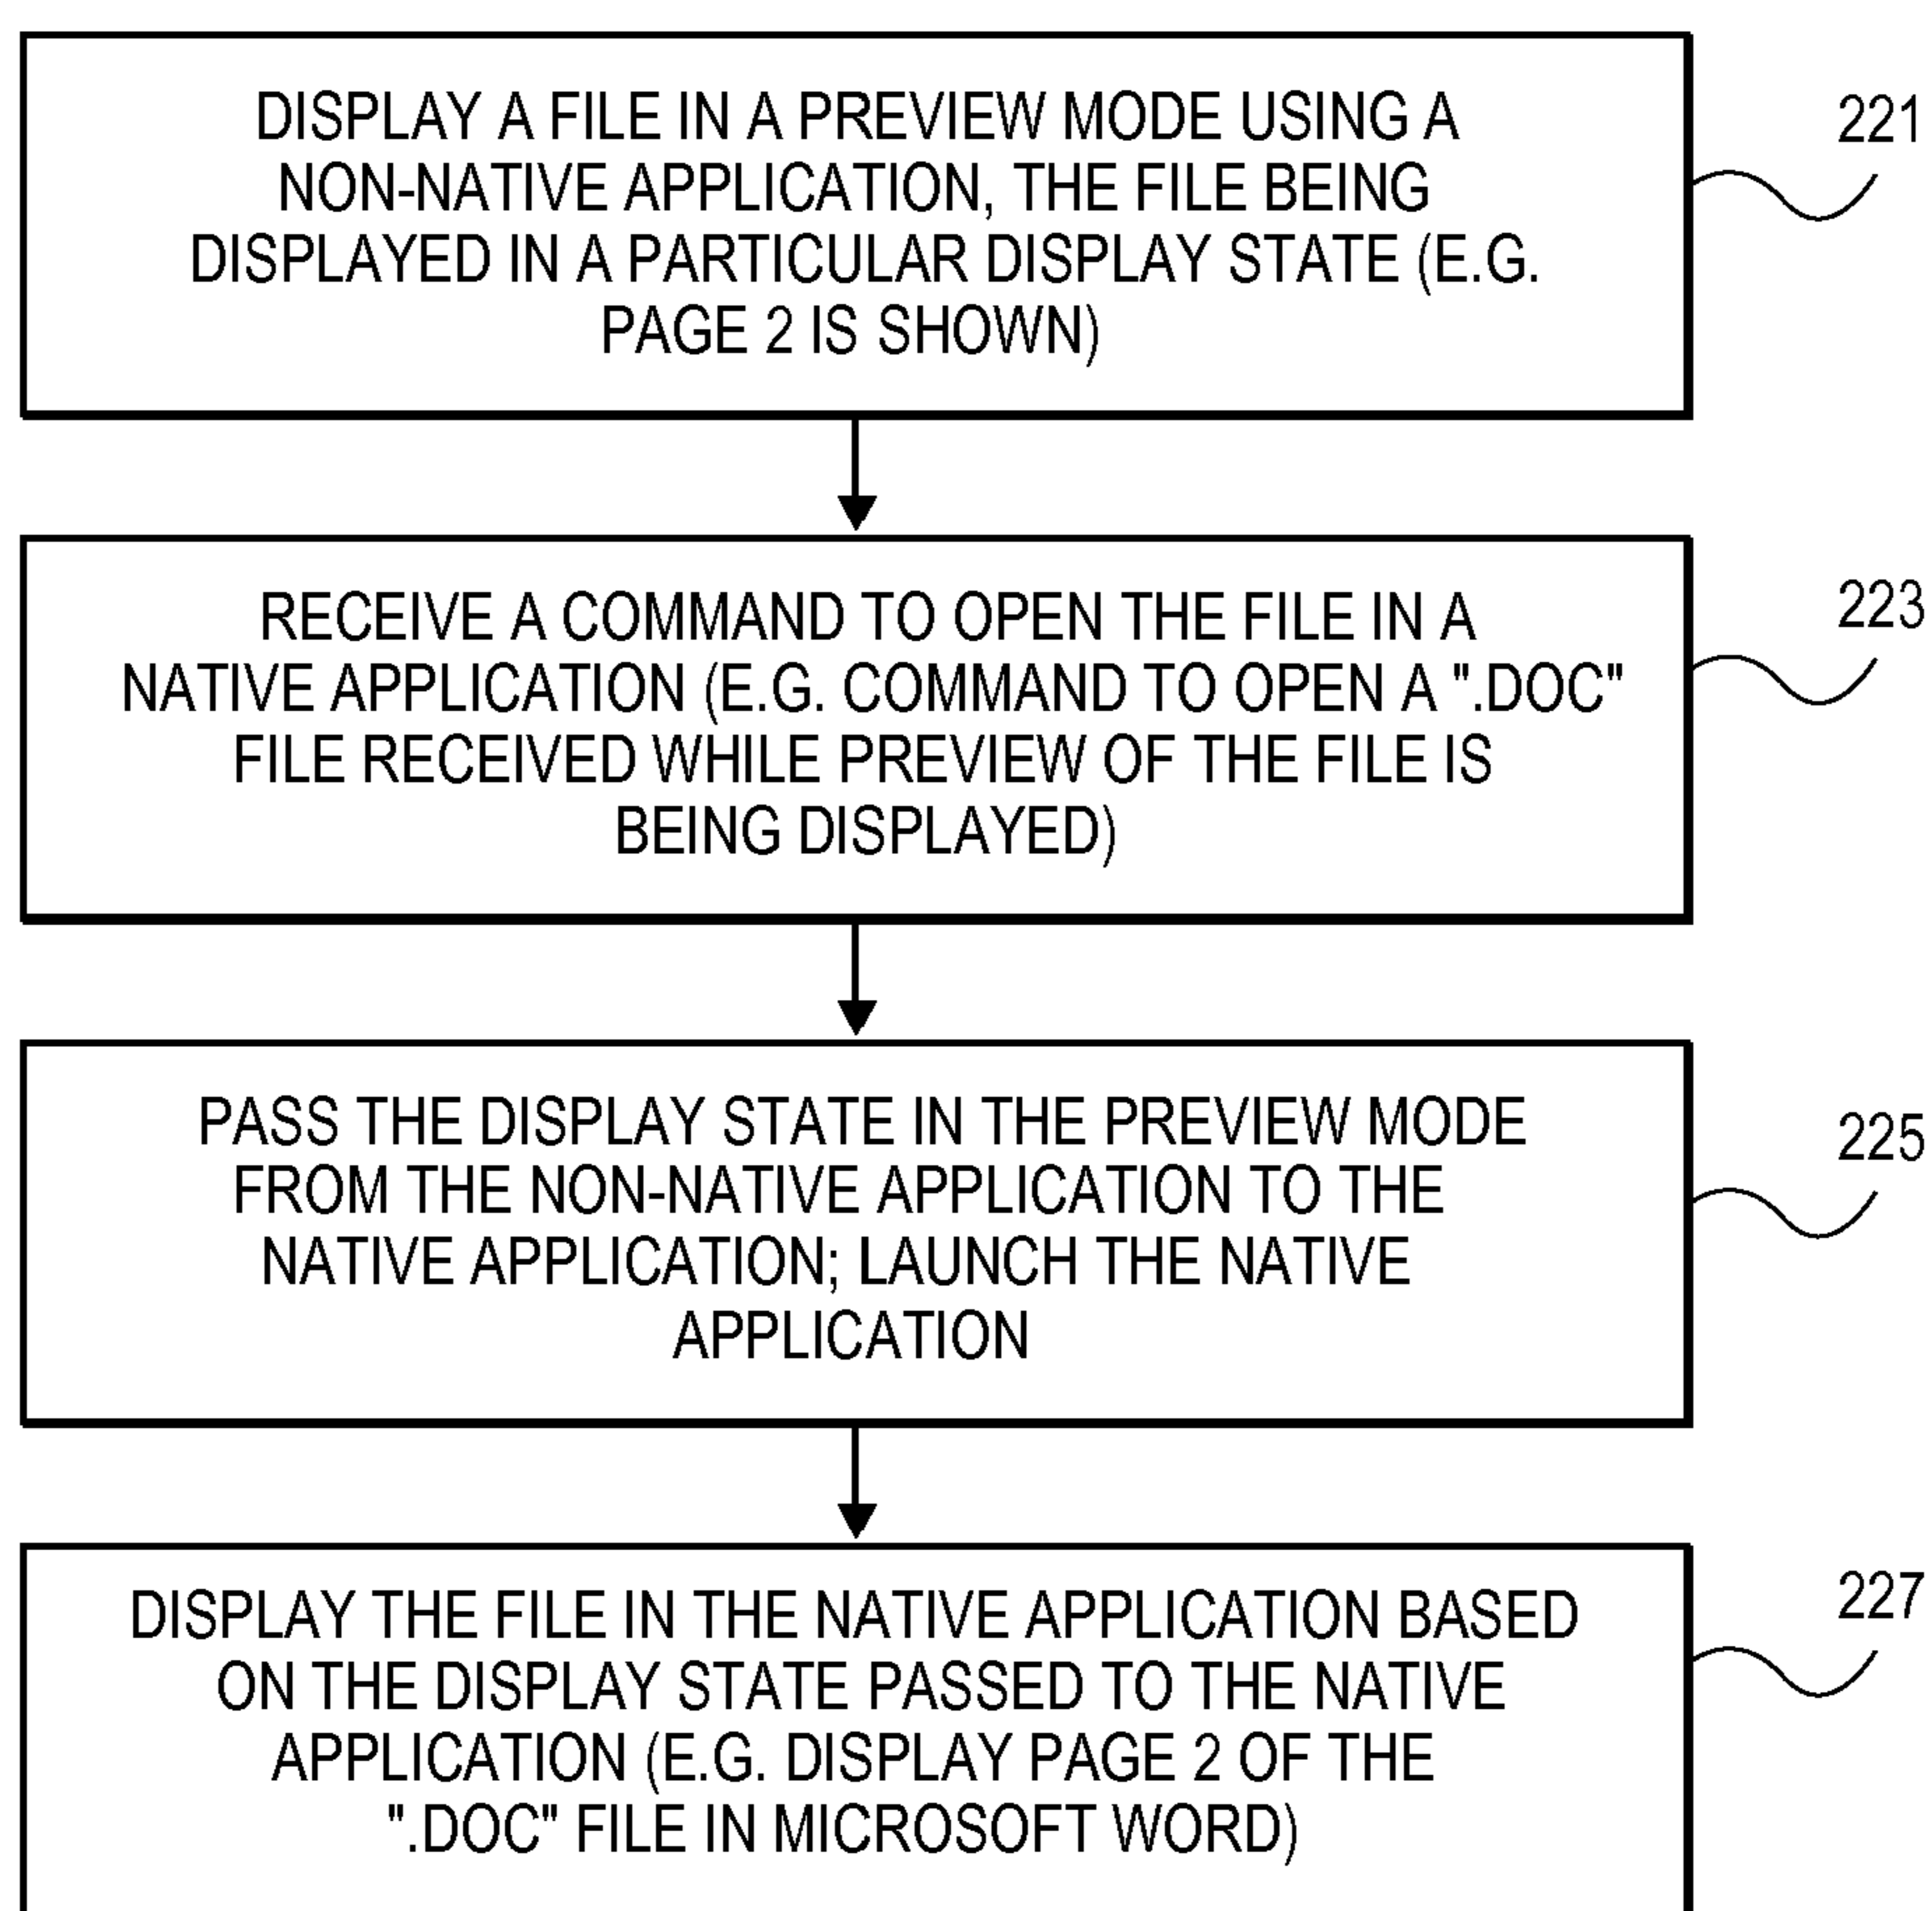 DISPLAY A FILE IN A PREVIEW MODE USING A
NON-NATIVE APPLICATION, THE FILE BEING
DISPLAYED IN A PARTICULAR DISPLAY STATE (E.G.
PAGE 2 IS SHOWN)
221
RECEIVE A COMMAND TO OPEN THE FILE IN A
NATIVE APPLICATION (E.G. COMMAND TO OPEN A ".DOC"
FILE RECEIVED WHILE PREVIEW OF THE FILE IS
BEING DISPLAYED)
223
PASS THE DISPLAY STATE IN THE PREVIEW MODE
FROM THE NON-NATIVE APPLICATION TO THE
NATIVE APPLICATION; LAUNCH THE NATIVE
APPLICATION
225
DISPLAY THE FILE IN THE NATIVE APPLICATION BASED
ON THE DISPLAY STATE PASSED TO THE NATIVE
APPLICATION (E.G. DISPLAY PAGE 2 OF THE
".DOC" FILE IN MICROSOFT WORD)
227